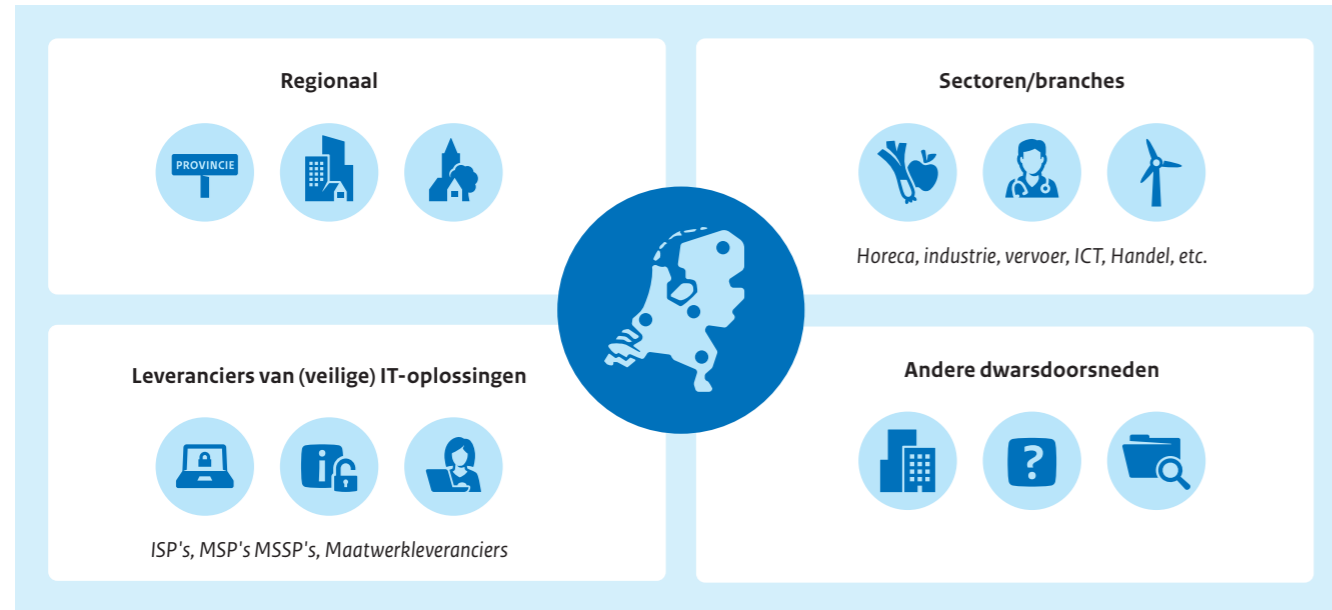 Regionaal
PROVINCIE
Sectoren/branches
Horeca, industrie, vervoer, ICT, Handel, etc.
Leveranciers van (veilige) IT-oplossingen
ISP's, MSP's MSSP's, Maatwerkleveranciers
Andere dwarsdoorsneden
?